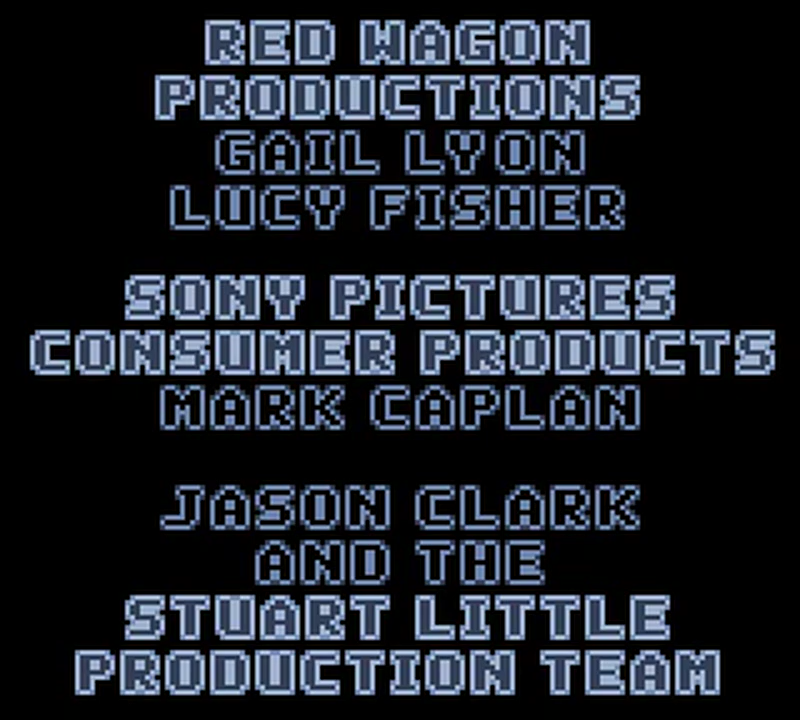 RED WAGON
PRODUCTIONS
GAIL LYON
LUCY FISHER
SONY PICTURES
CONSUMER PRODUCTS
MARK CAPLAN
JASON CLARK
AND THE
STUART LITTLE
PRODUCTION TEAM